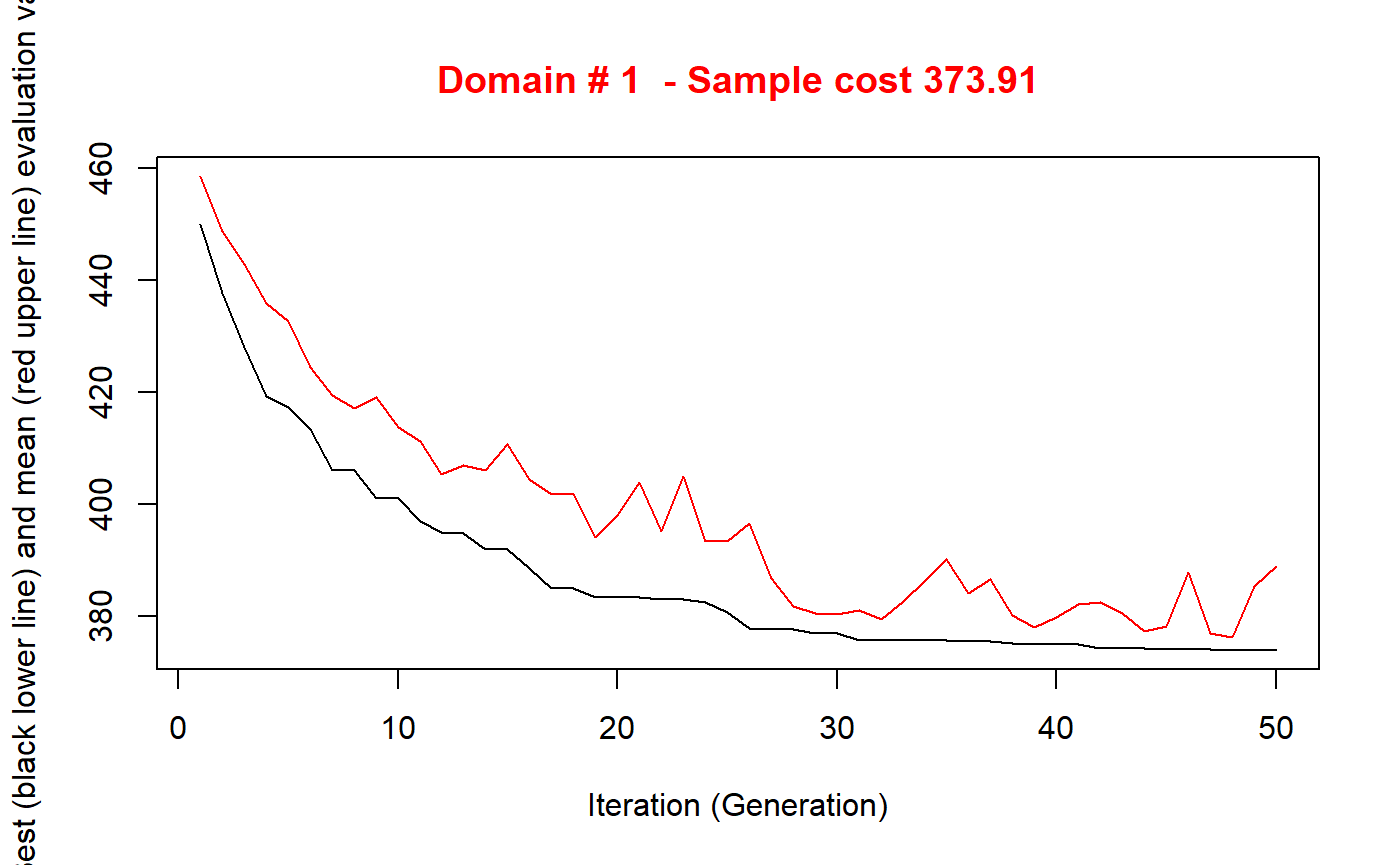 Domain # 1 - Sample cost 373.91
(black lower line) and mean (red upper line) evaluation
460
440
420
400
380
0 10 20 30 40 50
Iteration (Generation)